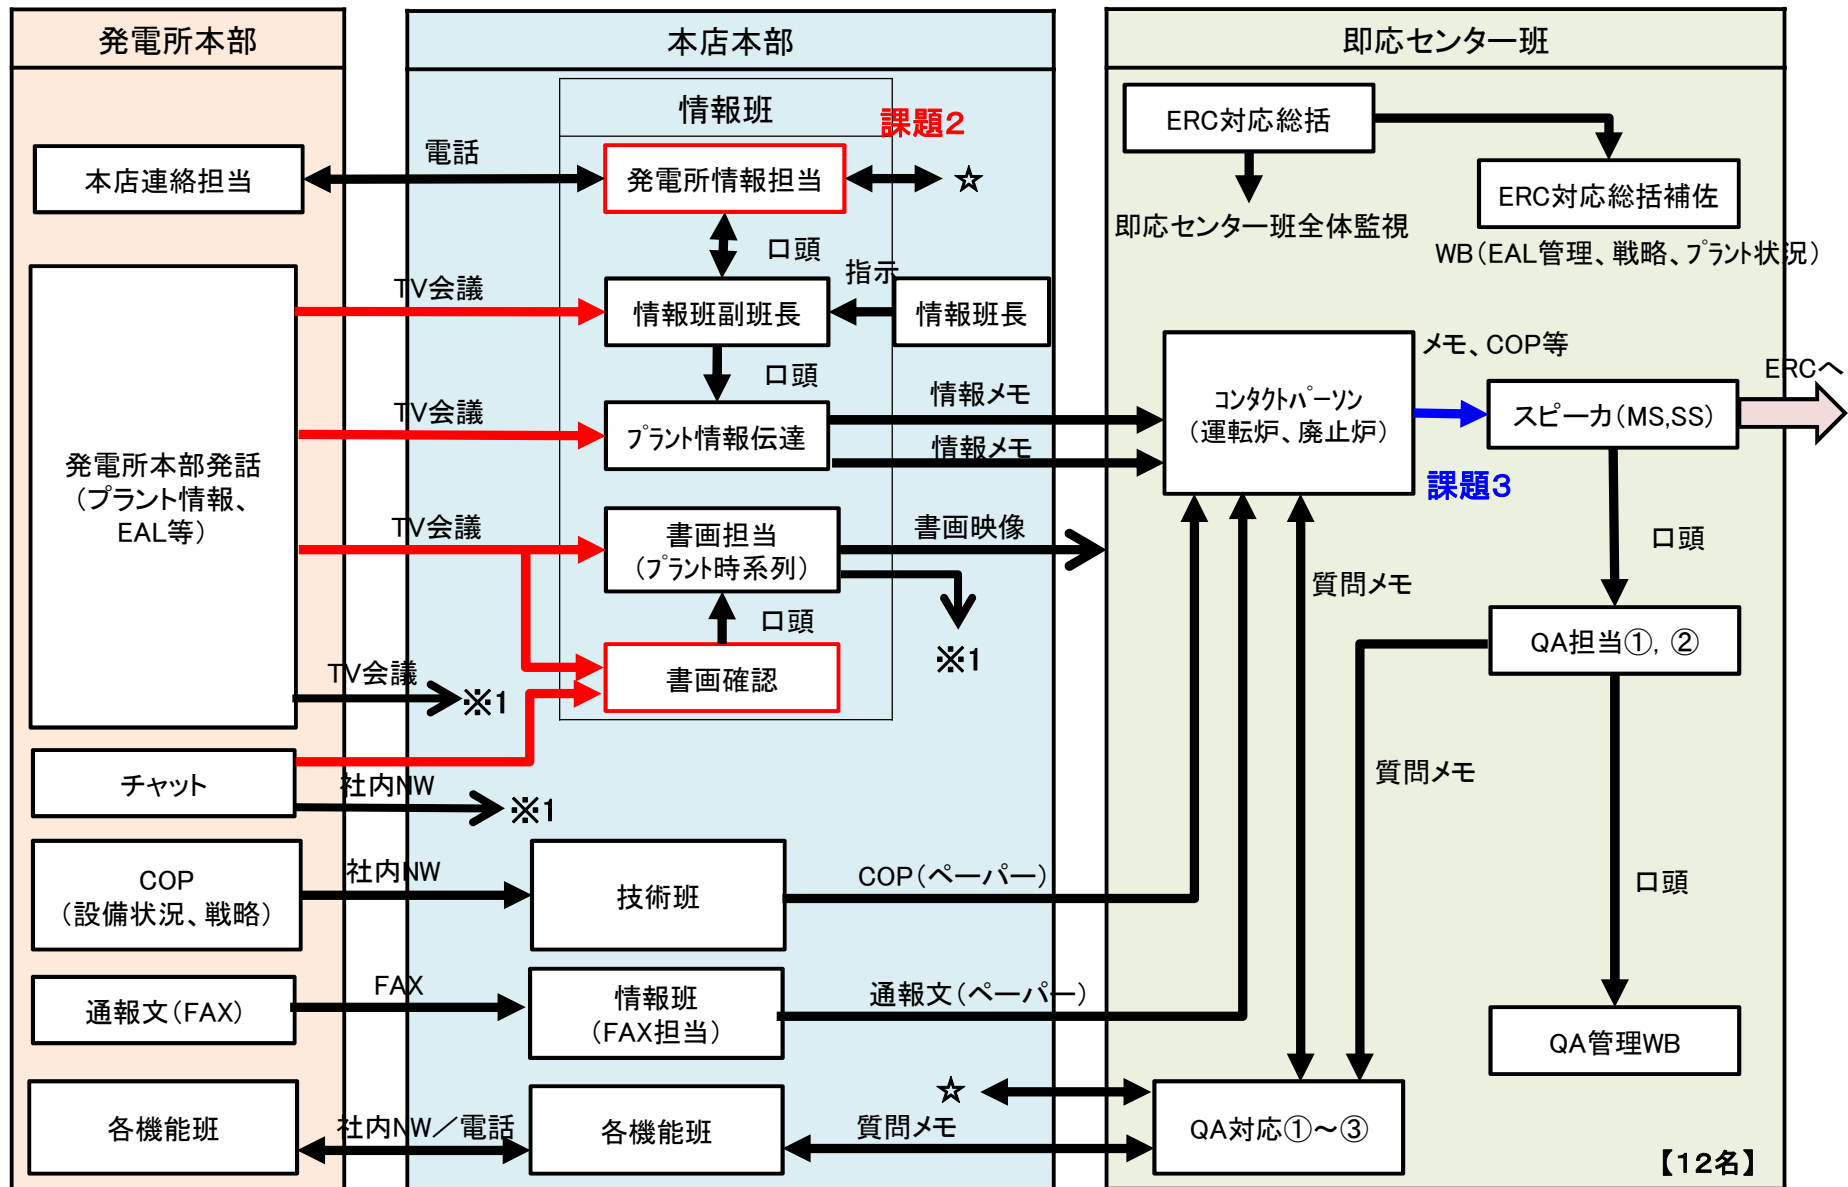 発電所本部
本店連絡担当
発電所本部発話
（プラント情報、
EAL等）
チャット
COP
（設備状況、戦略）
通報文（FAX）
各機能班
電話
TV会議
TV会議
TV会議
TV会議
※1
社内NW
※1
社内NW
FAX
社内NW／電話
本店本部
情報班
課題2
発電所情報担当
☆
口頭
指示
情報班副班長
情報班長
口頭
プラント情報伝達
情報メモ
情報メモ
書画担当
（プラント時系列）
書画映像
※1
口頭
書画確認
技術班
COP（ペーパー）
情報班
（FAX担当）
通報文（ペーパー）
☆
各機能班
質問メモ
即応センター班
ERC対応総括
即応センター班全体監視
ERC対応総括補佐
WB（EAL管理、戦略、プラント状況）
コンタクトパーソン
（運転炉、廃止炉）
メモ、COP等
課題3
スピーカ（MS,SS）
ERCへ
口頭
質問メモ
QA担当①，②
質問メモ
口頭
QA管理WB
QA対応①～③
【12名】